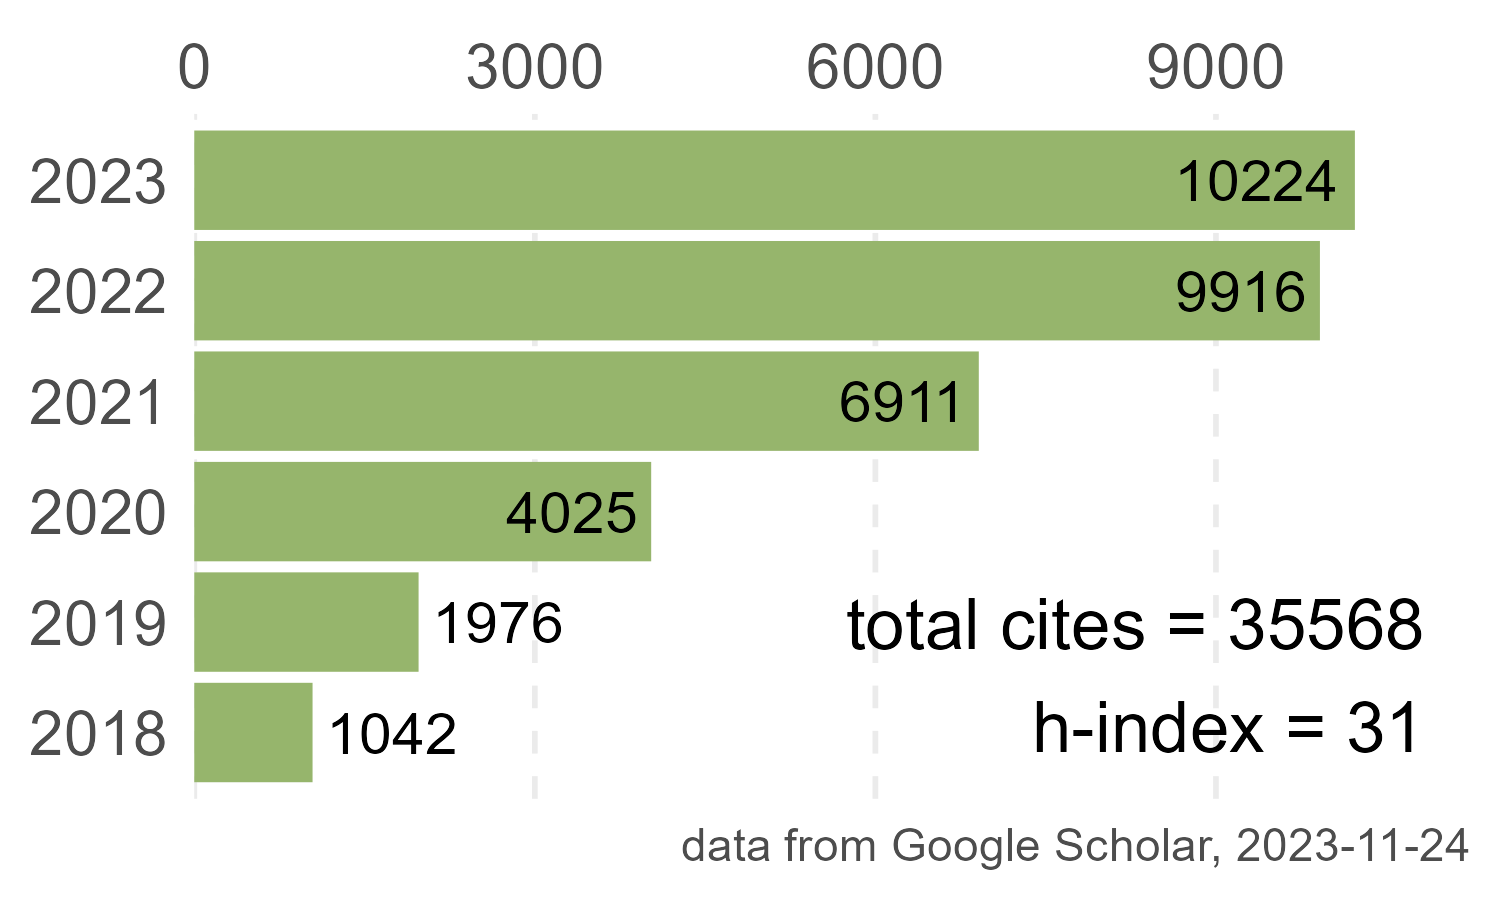 0 3000 6000 9000
2023 10224
2022 9916
2021 6911
2020 4025
2019 1976
total cites = 35568
2018 1042
h-index = 31
data from Google Scholar, 2023-11-24